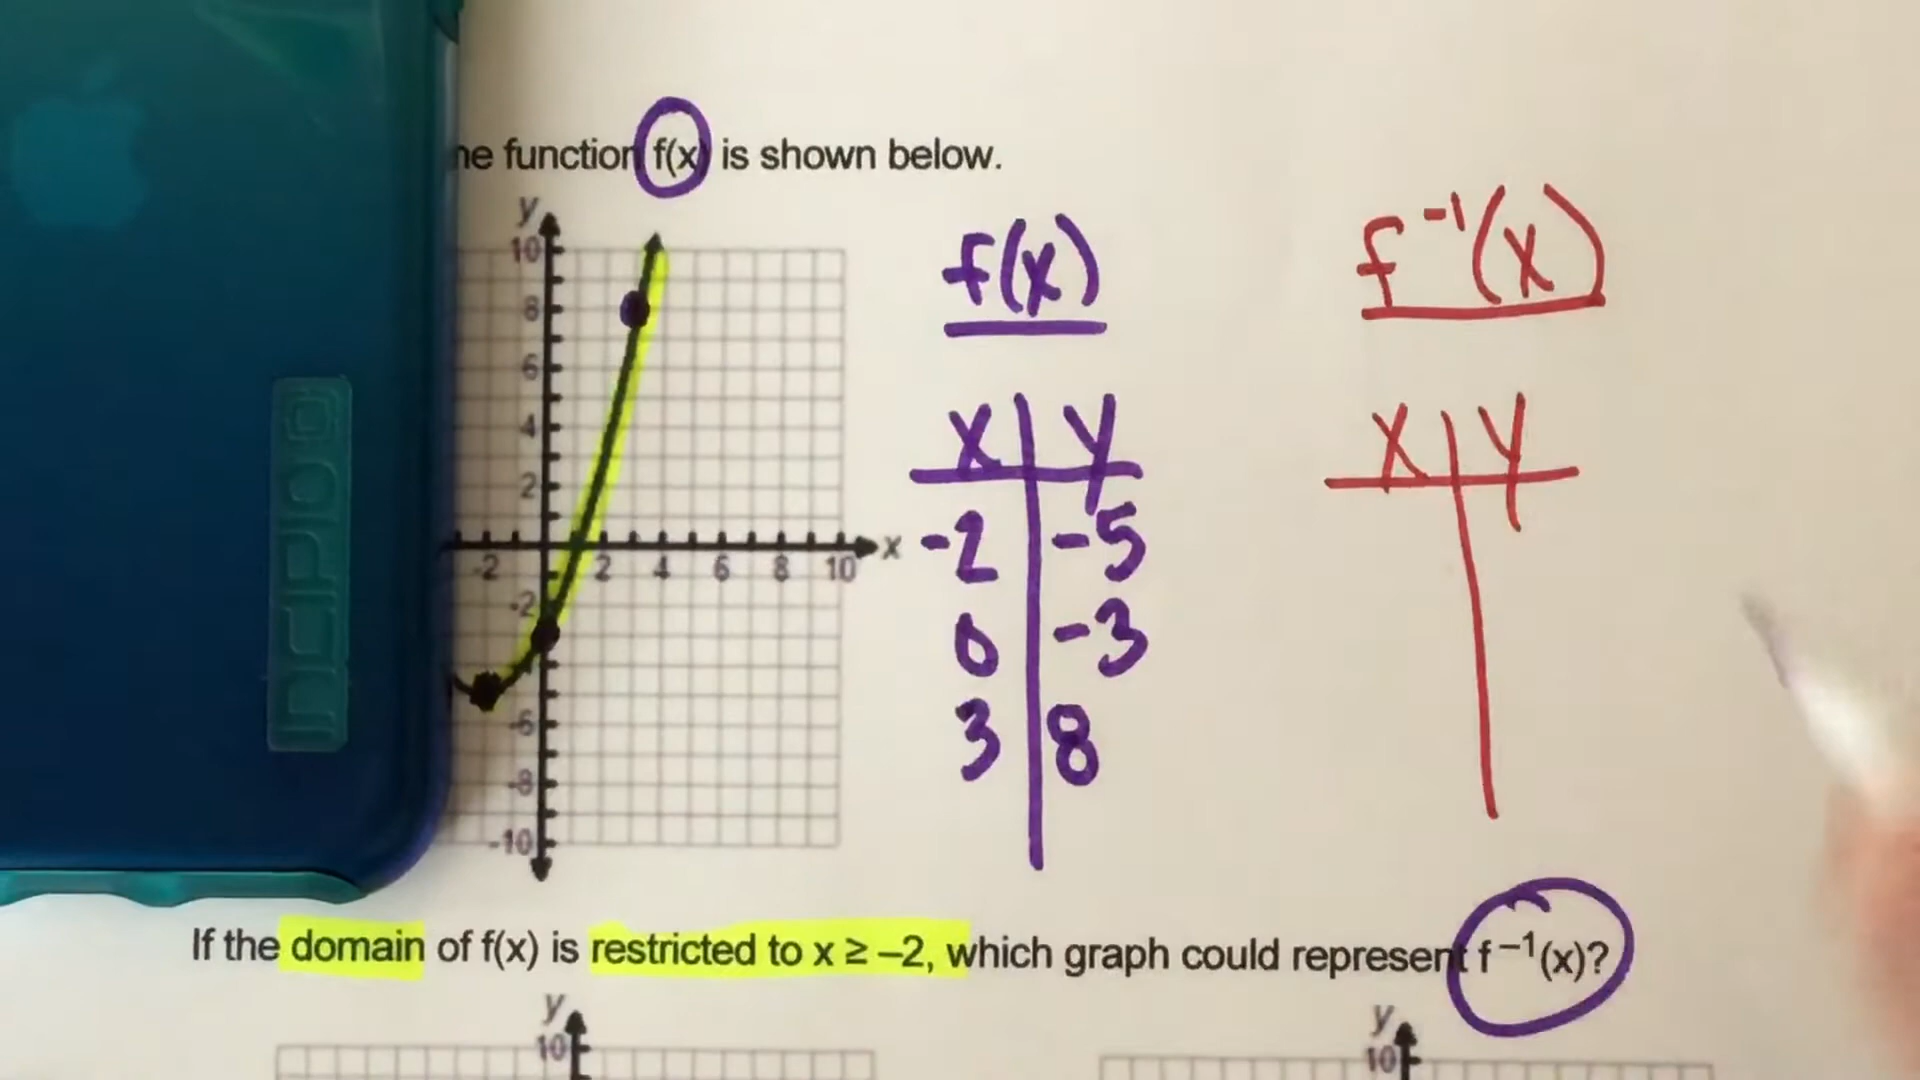 function f(x) is shown below.
y
10
8
6
4
2
-2 2 4 6 8 10 x
-2
-6
-8
-10
f(x)
x y
-2 -5
0 -3
3 8
f⁻¹(x)
x y
INCIPIO
If the domain of f(x) is restricted to x ≥ –2, which graph could represent f⁻¹(x)?
y
10
y
10